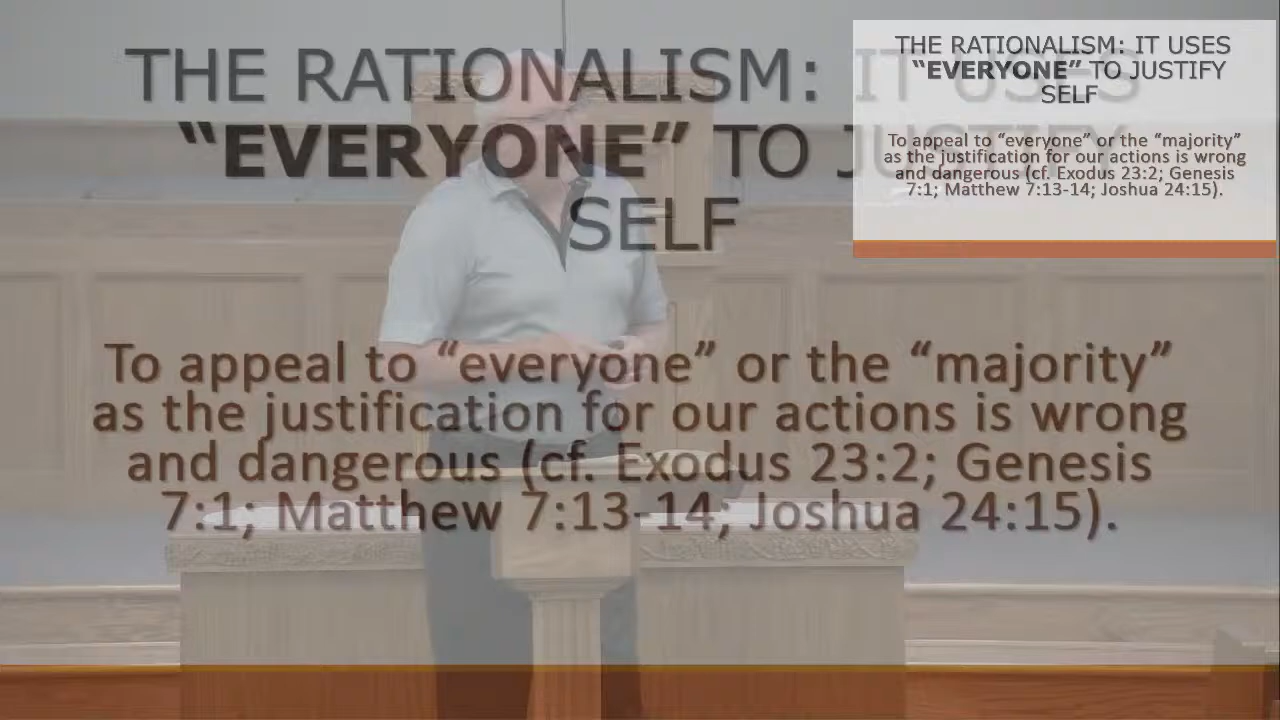 THE RATIONALISM: IT USES
“EVERYONE” TO JUSTIFY
SELF
To appeal to “everyone” or the “majority”
as the justification for our actions is wrong
and dangerous (cf. Exodus 23:2; Genesis
7:1; Matthew 7:13-14; Joshua 24:15).
THE RATIONALISM: IT USES
“EVERYONE” TO JUSTIFY
SELF
To appeal to “everyone” or the “majority”
as the justification for our actions is wrong
and dangerous (cf. Exodus 23:2; Genesis
7:1; Matthew 7:13-14; Joshua 24:15).